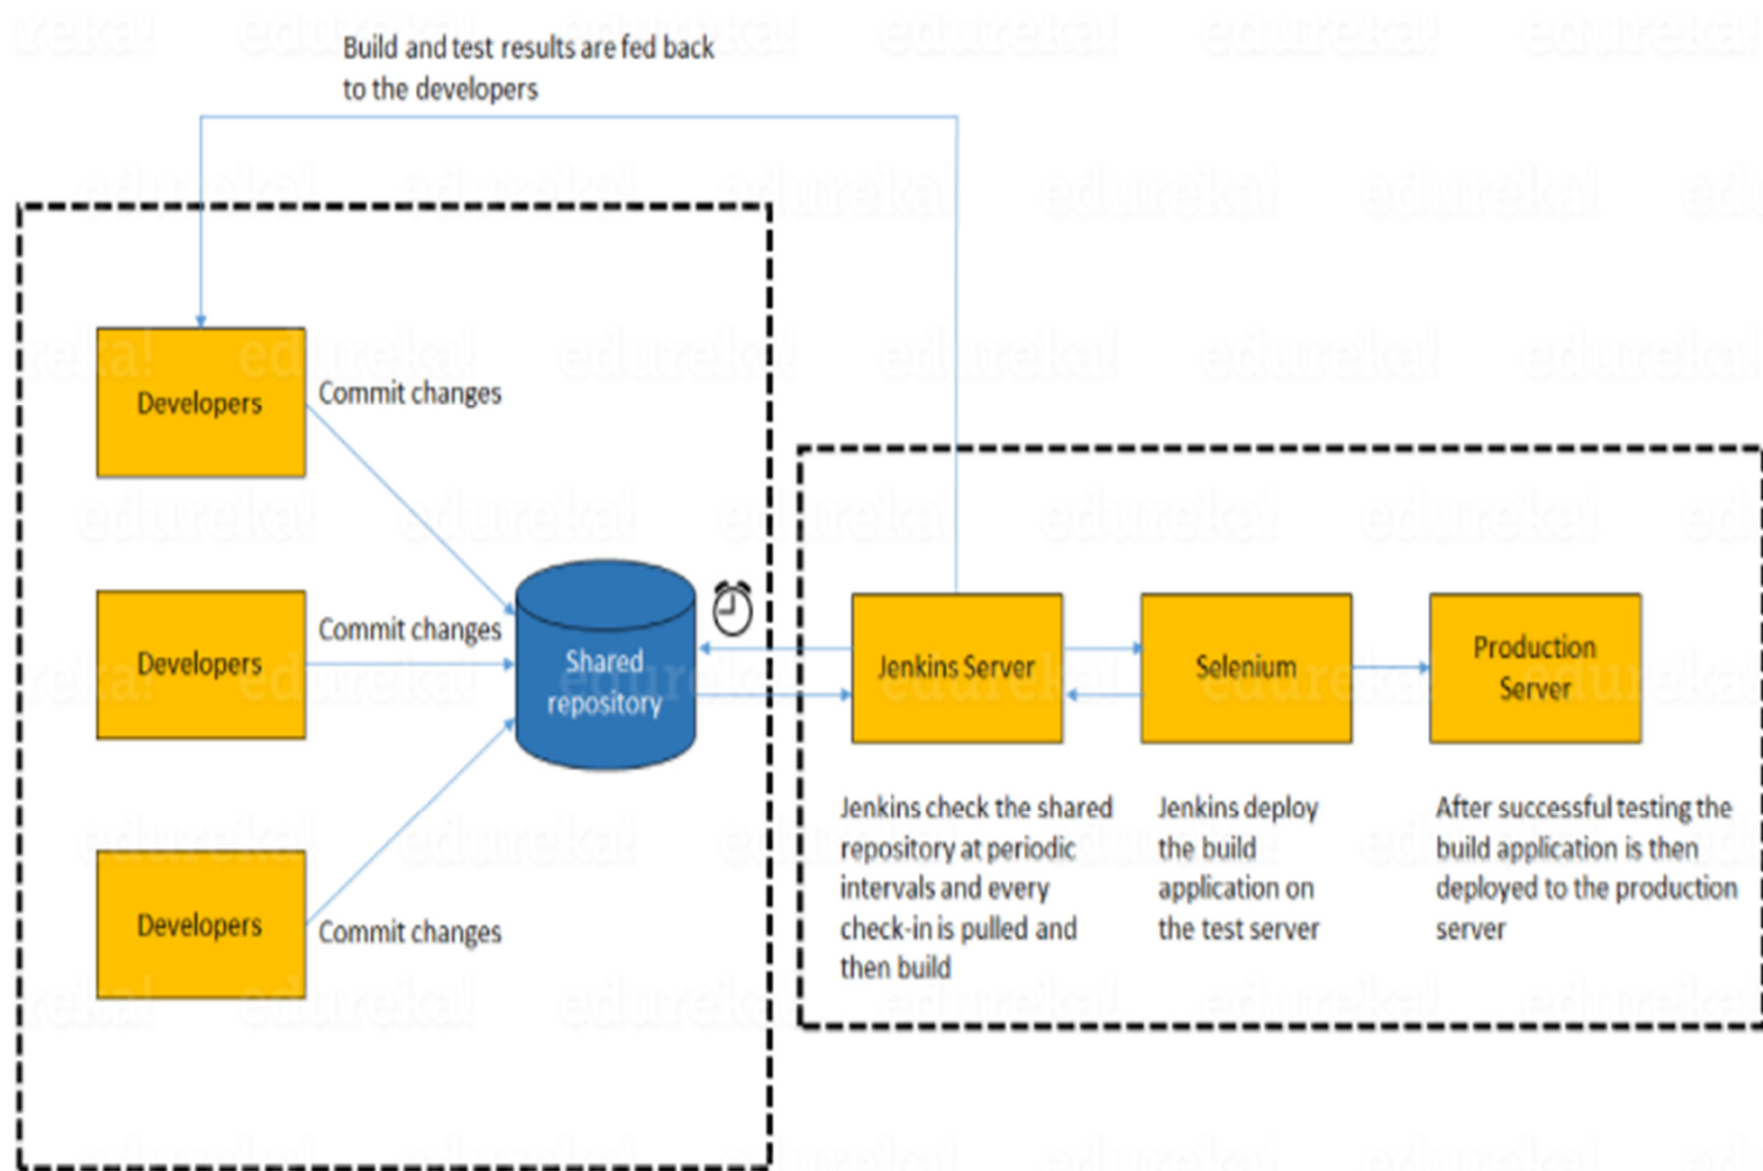 Build and test results are fed back
to the developers
Developers
Commit changes
Developers
Commit changes
Developers
Commit changes
Shared
repository
Jenkins Server
Selenium
Production
Server
Jenkins check the shared
repository at periodic
intervals and every
check-in is pulled and
then build
Jenkins deploy
the build
application on
the test server
After successful testing the
build application is then
deployed to the production
server
edureka!